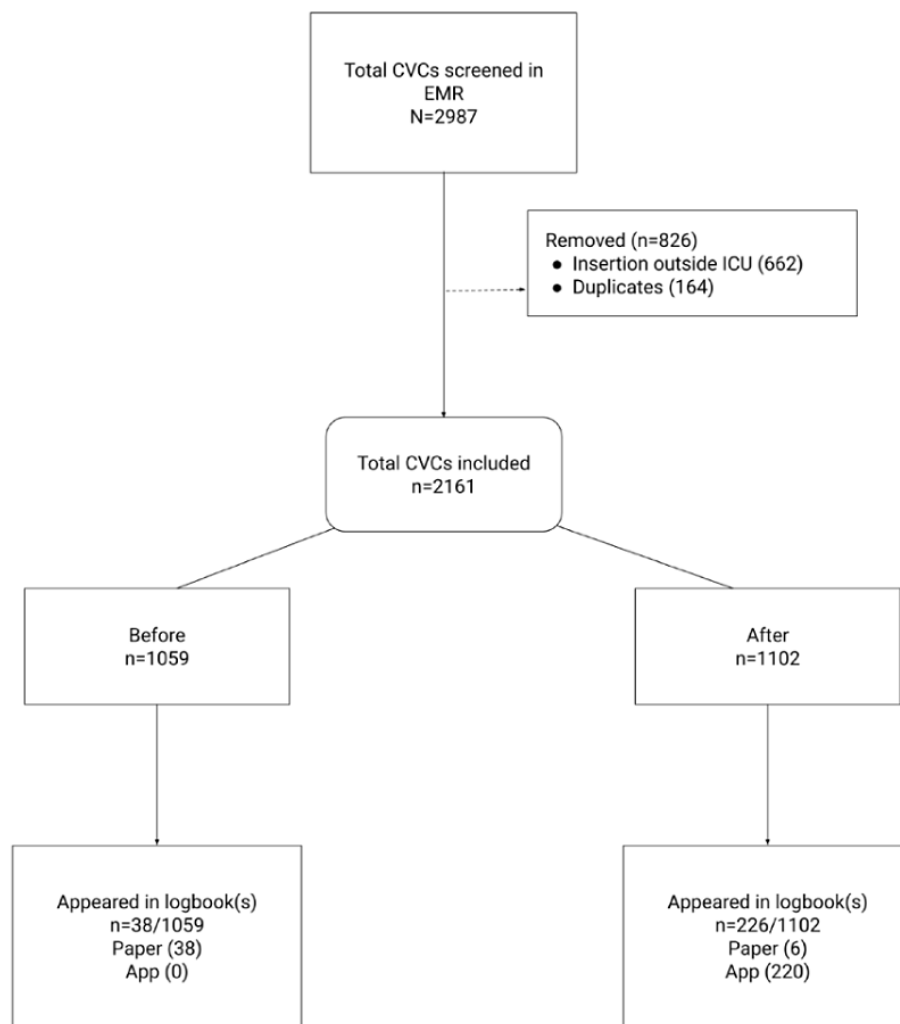 Total CVCs screened in
EMR
N=2987
Removed (n=826)
● Insertion outside ICU (662)
● Duplicates (164)
Total CVCs included
n=2161
Before
n=1059
After
n=1102
Appeared in logbook(s)
n=38/1059
Paper (38)
App (0)
Appeared in logbook(s)
n=226/1102
Paper (6)
App (220)